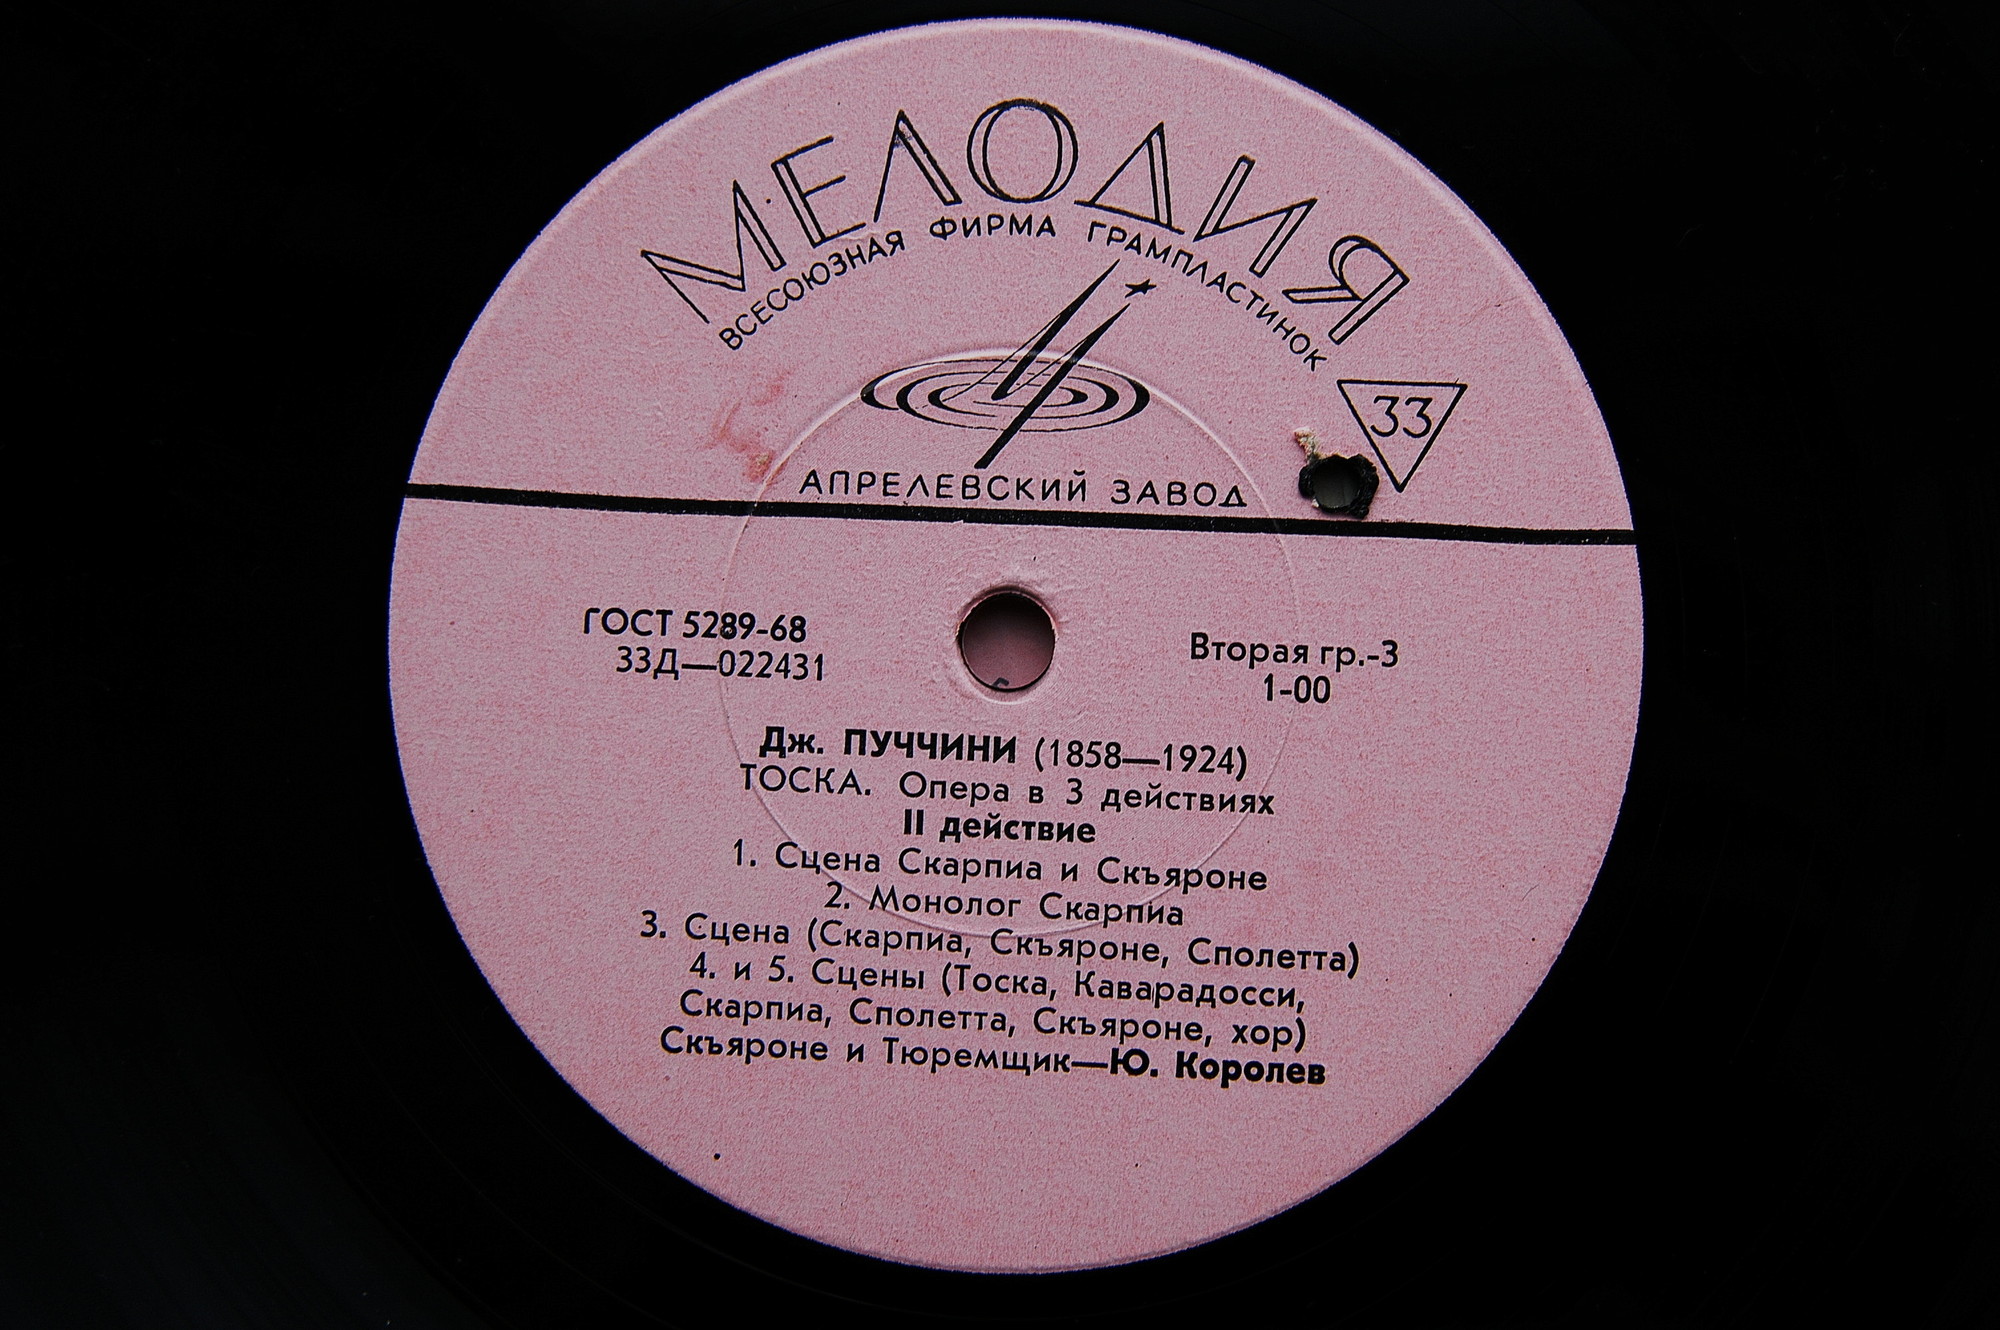 МЕЛОДИЯ
ВСЕСОЮЗНАЯ ФИРМА ГРАМПЛАСТИНОК
33
АПРЕЛЕВСКИЙ ЗАВОД
ГОСТ 5289-68
33Д—022431
Вторая гр.-3
1-00
Дж. ПУЧЧИНИ (1858—1924)
ТОСКА. Опера в 3 действиях
II действие
1. Сцена Скарпиа и Скъяроне
2. Монолог Скарпиа
3. Сцена (Скарпиа, Скъяроне, Сполетта)
4. и 5. Сцены (Тоска, Каварадосси,
Скарпиа, Сполетта, Скъяроне, хор)
Скъяроне и Тюремщик—Ю. Королев